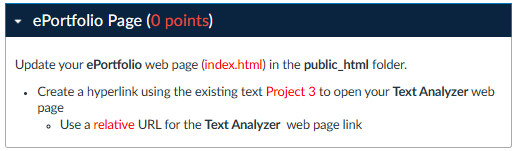 ePortfolio Page (0 points)
Update your ePortfolio web page (index.html) in the public_html folder.
Create a hyperlink using the existing text Project 3 to open your Text Analyzer web
page
Use a relative URL for the Text Analyzer web page link